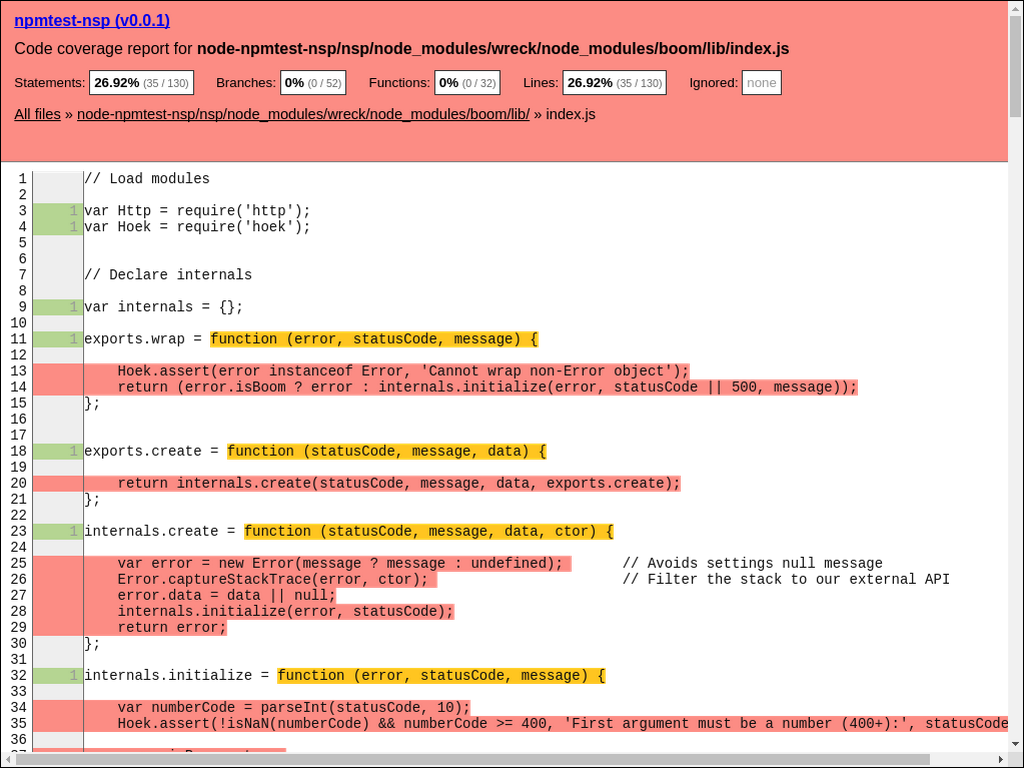 npmtest-nsp (v0.0.1)
Code coverage report for node-npmtest-nsp/nsp/node_modules/wreck/node_modules/boom/lib/index.js
Statements: 26.92% (35 / 130) Branches: 0% (0 / 52) Functions: 0% (0 / 32) Lines: 26.92% (35 / 130) Ignored: none
All files » node-npmtest-nsp/nsp/node_modules/wreck/node_modules/boom/lib/ » index.js
1 // Load modules
2
3 1 var Http = require('http');
4 1 var Hoek = require('hoek');
5
6
7 // Declare internals
8
9 1 var internals = {};
10
11 1 exports.wrap = function (error, statusCode, message) {
12
13 Hoek.assert(error instanceof Error, 'Cannot wrap non-Error object');
14 return (error.isBoom ? error : internals.initialize(error, statusCode || 500, message));
15 };
16
17
18 1 exports.create = function (statusCode, message, data) {
19
20 return internals.create(statusCode, message, data, exports.create);
21 };
22
23 1 internals.create = function (statusCode, message, data, ctor) {
24
25 var error = new Error(message ? message : undefined); // Avoids settings null message
26 Error.captureStackTrace(error, ctor); // Filter the stack to our external API
27 error.data = data || null;
28 internals.initialize(error, statusCode);
29 return error;
30 };
31
32 1 internals.initialize = function (error, statusCode, message) {
33
34 var numberCode = parseInt(statusCode, 10);
35 Hoek.assert(!isNaN(numberCode) && numberCode >= 400, 'First argument must be a number (400+):', statusCode
36